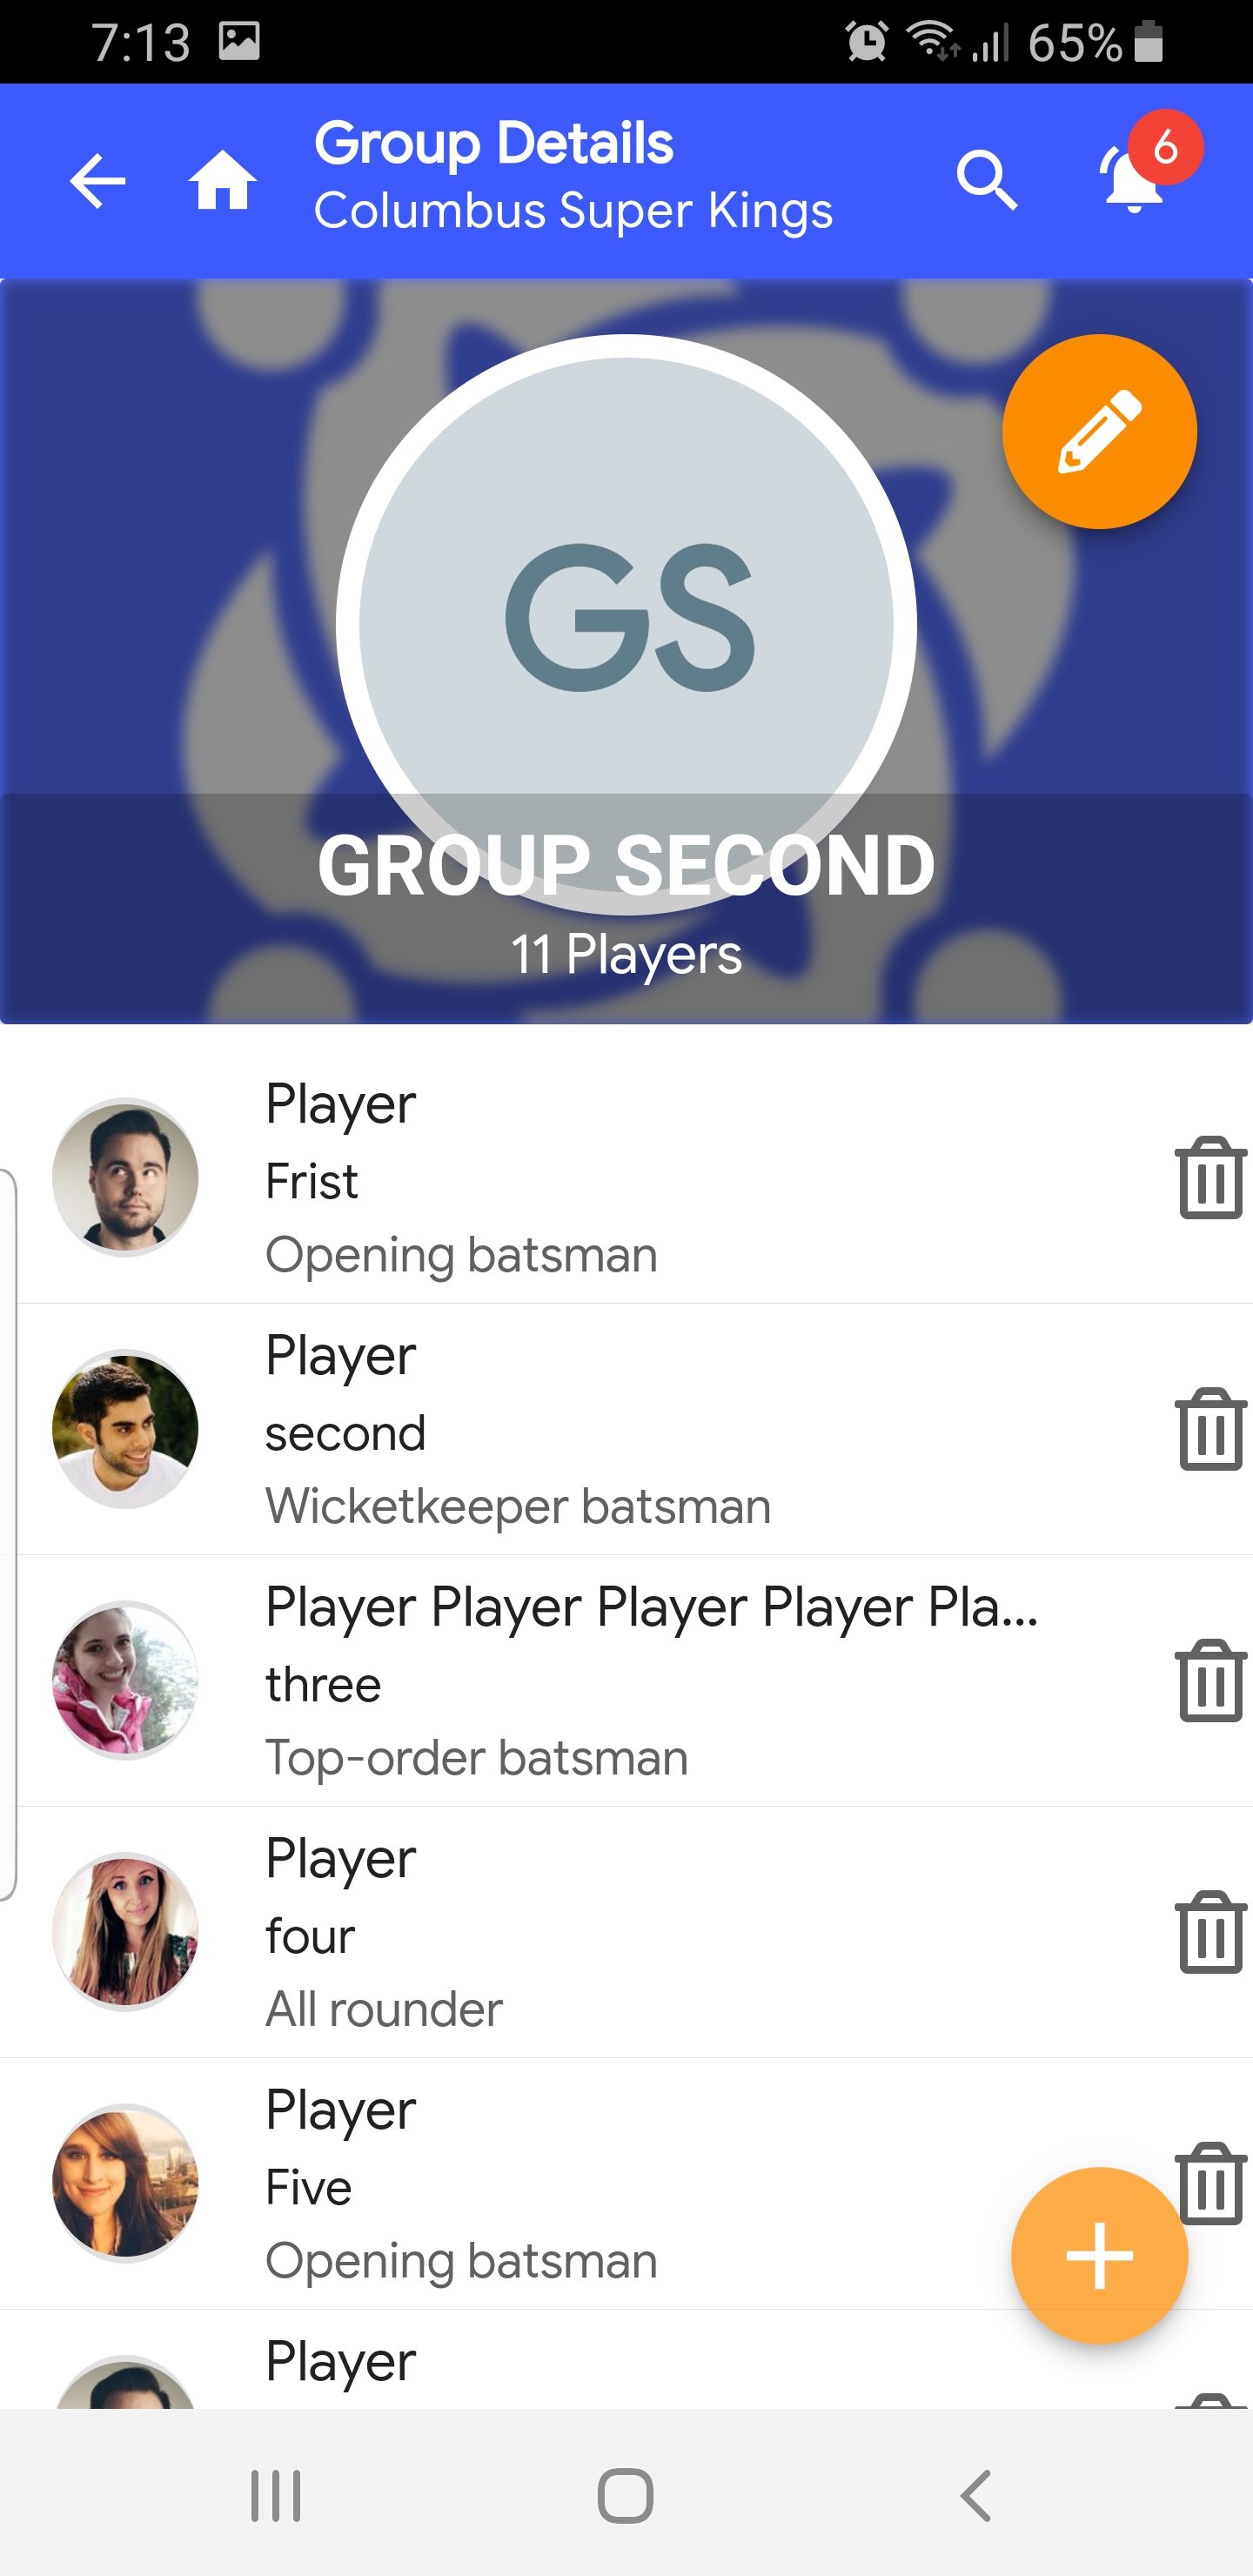 7:13 65%
Group Details
Columbus Super Kings
6
GS
GROUP SECOND
11 Players
Player
Frist
Opening batsman
Player
second
Wicketkeeper batsman
Player Player Player Player Pla...
three
Top-order batsman
Player
four
All rounder
Player
Five
Opening batsman
Player